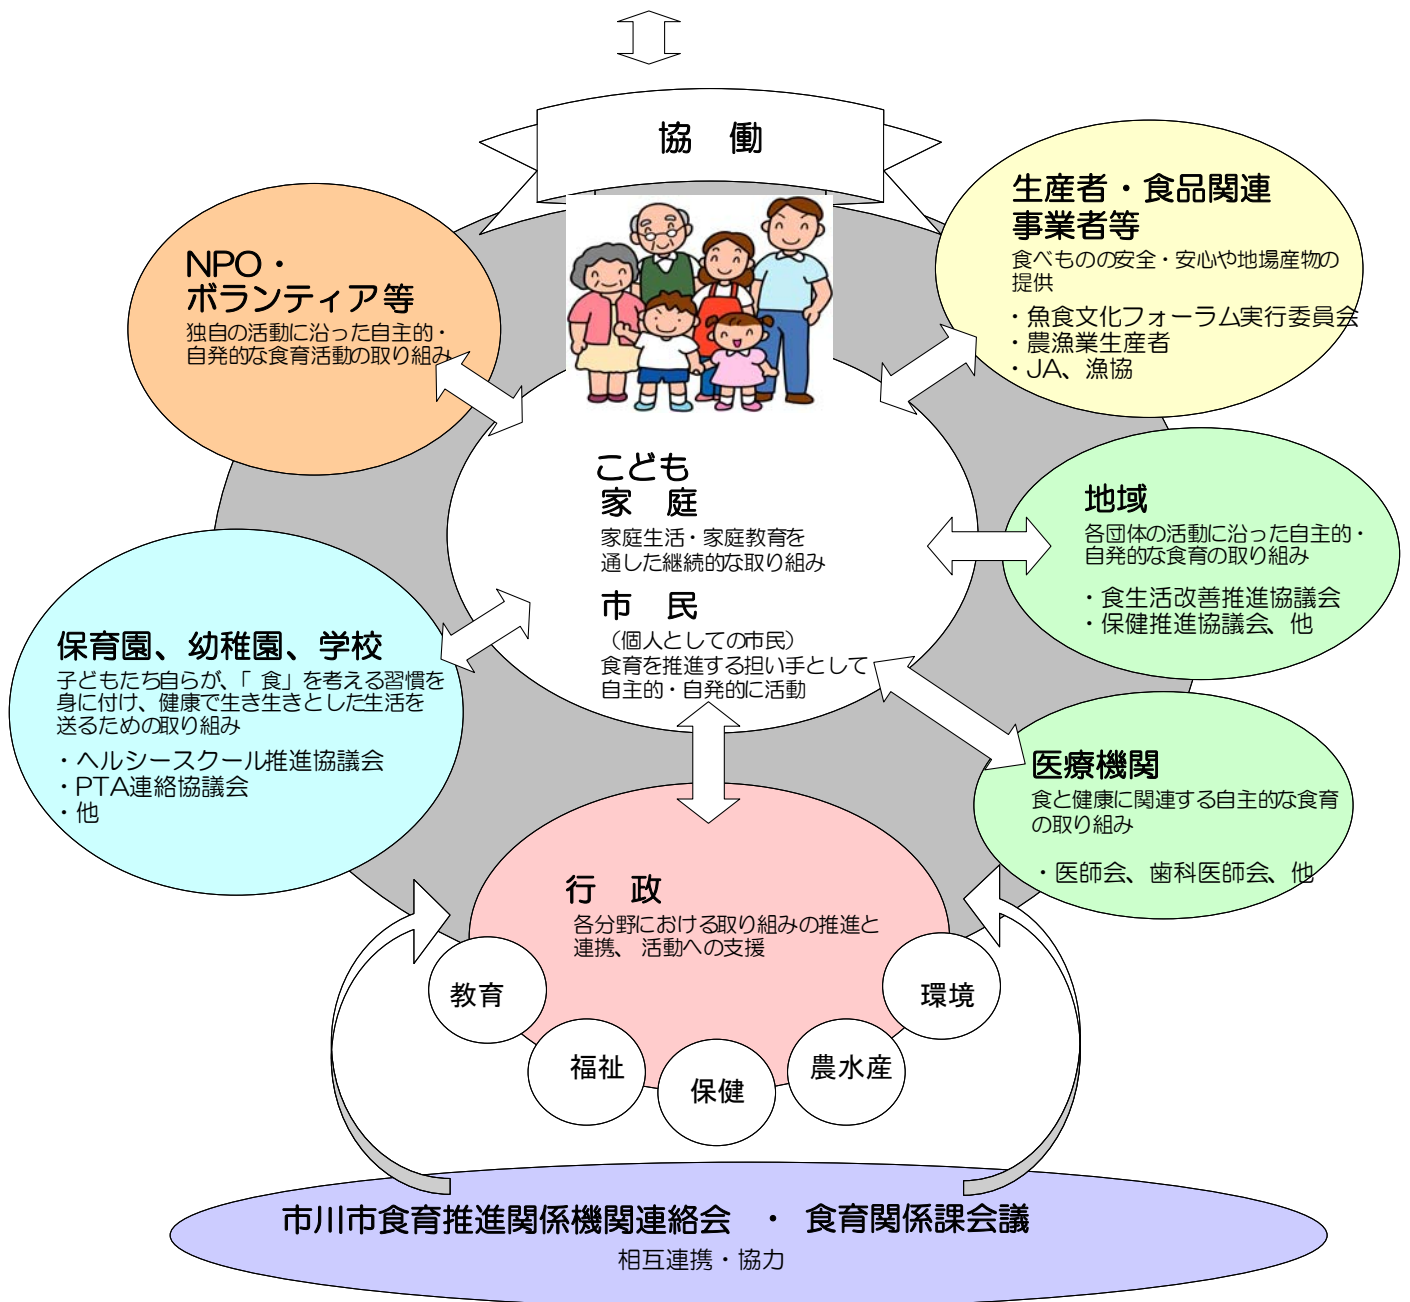 協　働
NPO・
ボランティア等
独自の活動に沿った自主的・
自発的な食育活動の取り組み
生産者・食品関連
事業者等
食べものの安全・安心や地場産物の
提供
・魚食文化フォーラム実行委員会
・農漁業生産者
・JA、漁協
こども
家　庭
家庭生活・家庭教育を
通した継続的な取り組み
市　民
（個人としての市民）
食育を推進する担い手として
自主的・自発的に活動
地域
各団体の活動に沿った自主的・
自発的な食育の取り組み
・食生活改善推進協議会
・保健推進協議会、他
保育園、幼稚園、学校
子どもたち自らが、「 食」を考える習慣を
身に付け、健康で生き生きとした生活を
送るための取り組み
・ヘルシースクール推進協議会
・PTA連絡協議会
・他
医療機関
食と健康に関連する自主的な食育
の取り組み
・医師会、歯科医師会、他
行　政
各分野における取り組みの推進と
連携、 活動への支援
教育
福祉
保健
農水産
環境
市川市食育推進関係機関連絡会　・　食育関係課会議
相互連携・協力